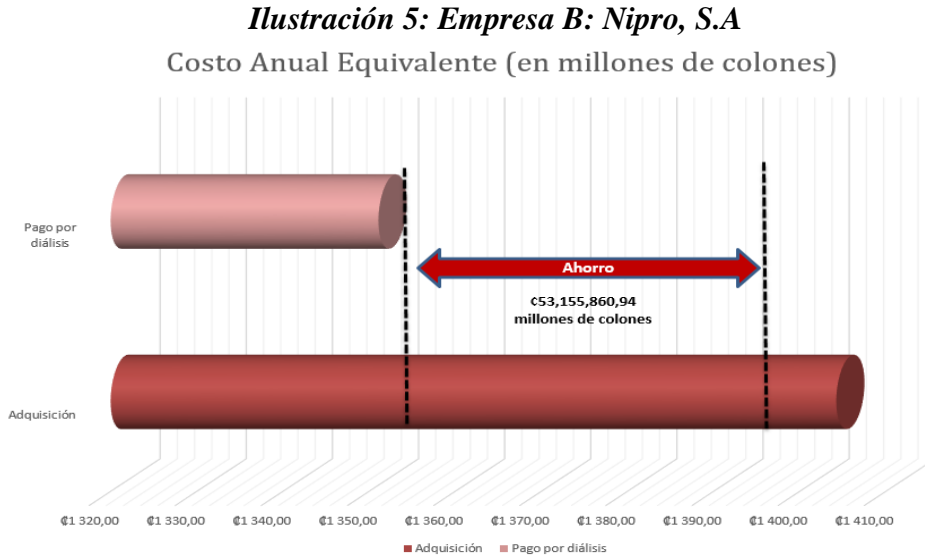 Ilustración 5: Empresa B: Nipro, S.A
Costo Anual Equivalente (en millones de colones)
Pago por
diálisis
Ahorro
¢53,155,860,94
millones de colones
Adquisición
₡1 320,00 ₡1 330,00 ₡1 340,00 ₡1 350,00 ₡1 360,00 ₡1 370,00 ₡1 380,00 ₡1 390,00 ₡1 400,00 ₡1 410,00
Adquisición Pago por diálisis